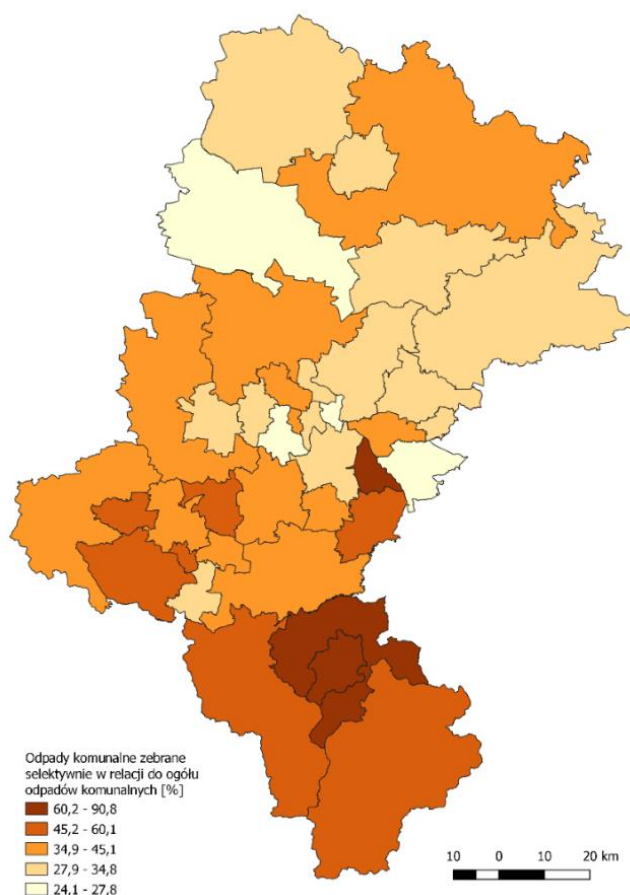 Odpady komunalne zebrane
selektywnie w relacji do ogółu
odpadów komunalnych [%]
60,2 - 90,8
45,2 - 60,1
34,9 - 45,1
27,9 - 34,8
24,1 - 27,8
10 0 10 20 km